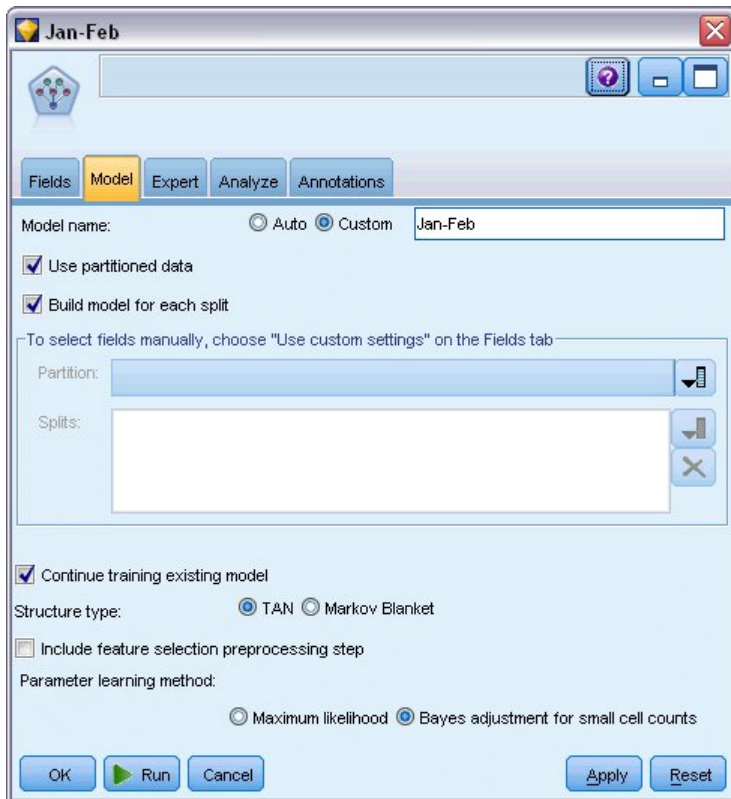 Jan-Feb
Fields Model Expert Analyze Annotations
Model name: Auto Custom Jan-Feb
Use partitioned data
Build model for each split
To select fields manually, choose "Use custom settings" on the Fields tab
Partition:
Splits:
Continue training existing model
Structure type: TAN Markov Blanket
Include feature selection preprocessing step
Parameter learning method:
Maximum likelihood Bayes adjustment for small cell counts
OK Run Cancel Apply Reset